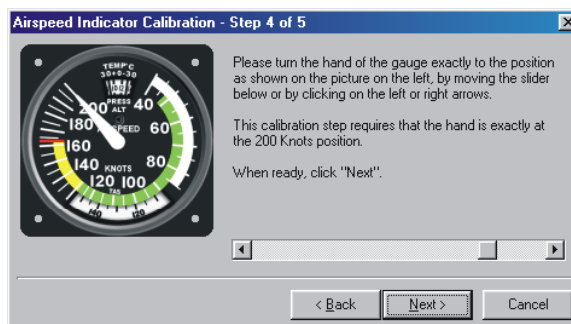 Airspeed Indicator Calibration - Step 4 of 5
TEMP°C
30+0-30
PRESS
ALT
200 40
180 SPEED 60
160
140 KNOTS 80
120 100
TAS
140 120
Please turn the hand of the gauge exactly to the position
as shown on the picture on the left, by moving the slider
below or by clicking on the left or right arrows.
This calibration step requires that the hand is exactly at
the 200 Knots position.
When ready, click "Next".
< Back Next > Cancel